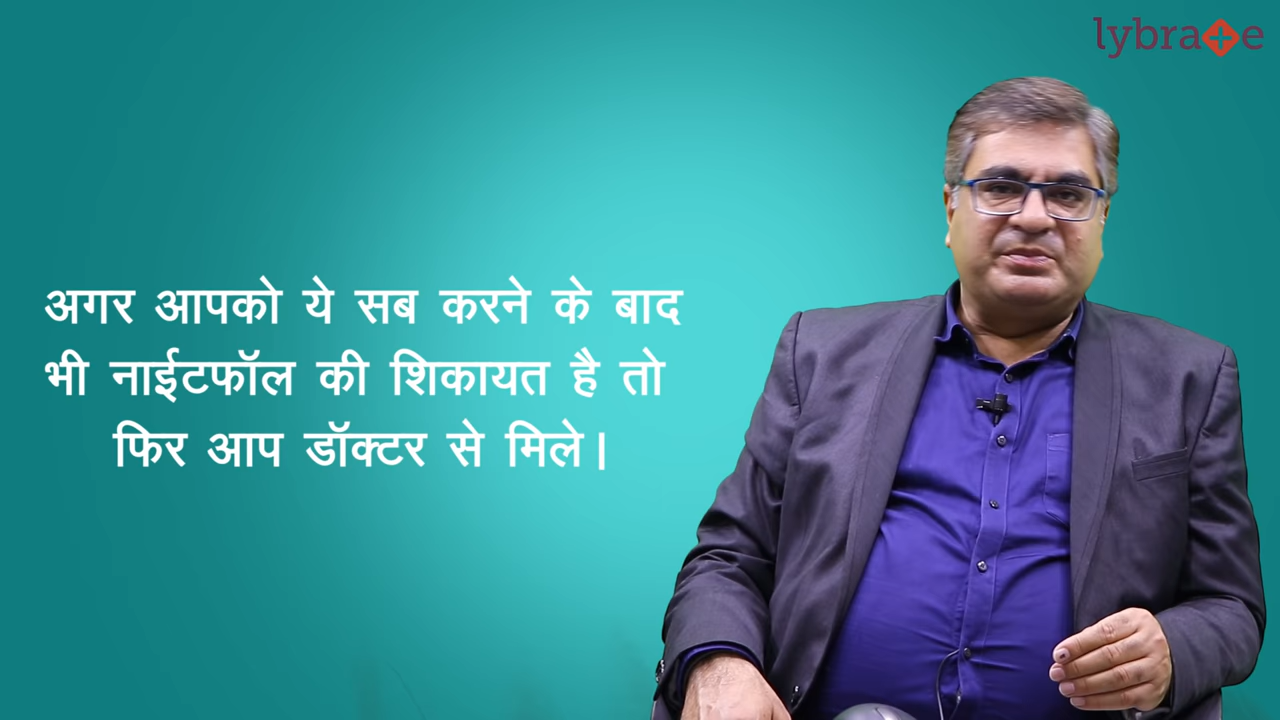 lybrate
अगर आपको ये सब करने के बाद
भी नाईटफॉल की शिकायत है तो
फिर आप डॉक्टर से मिले।